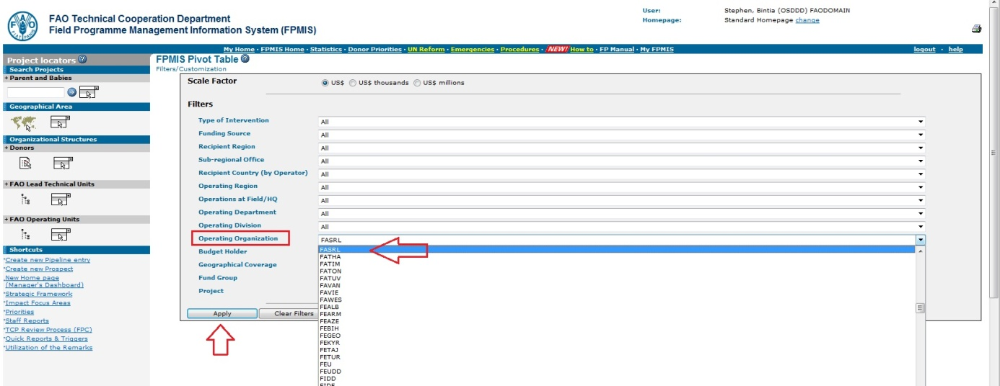 FAO Technical Cooperation Department
Field Programme Management Information System (FPMIS)
User: Stephen, Bintia (OSDDD) FAODOMAIN
Homepage: Standard Homepage change
My Home · FPMIS Home · Statistics · Donor Priorities · UN Reform · Emergencies · Procedures · NEW! How to · FP Manual · My FPMIS
logout · help
Project locators
Search Projects
Parent and Babies
Geographical Area
Organizational Structures
Donors
FAO Lead Technical Units
FAO Operating Units
Shortcuts
Create new Pipeline entry
Create new Prospect
New Home page
(Manager's Dashboard)
Strategic Framework
Impact Focus Areas
Priorities
Staff Reports
TCP Review Process (FPC)
Quick Reports & Triggers
Utilization of the Remarks
FPMIS Pivot Table
Filters/Customization
Scale Factor US$ US$ thousands US$ millions
Filters
Type of Intervention All
Funding Source All
Recipient Region All
Sub-regional Office All
Recipient Country (by Operator) All
Operating Region All
Operations at Field/HQ All
Operating Department All
Operating Division All
Operating Organization FASRL
Budget Holder
Geographical Coverage
Fund Group
Project
Apply Clear Filters
FASRL
FATHA
FATIM
FATON
FATUV
FAVAN
FAVIE
FAWES
FEALB
FEARM
FEAZE
FEBIH
FEGEO
FEKYR
FETAJ
FETUR
FEU
FEUDD
FIDD